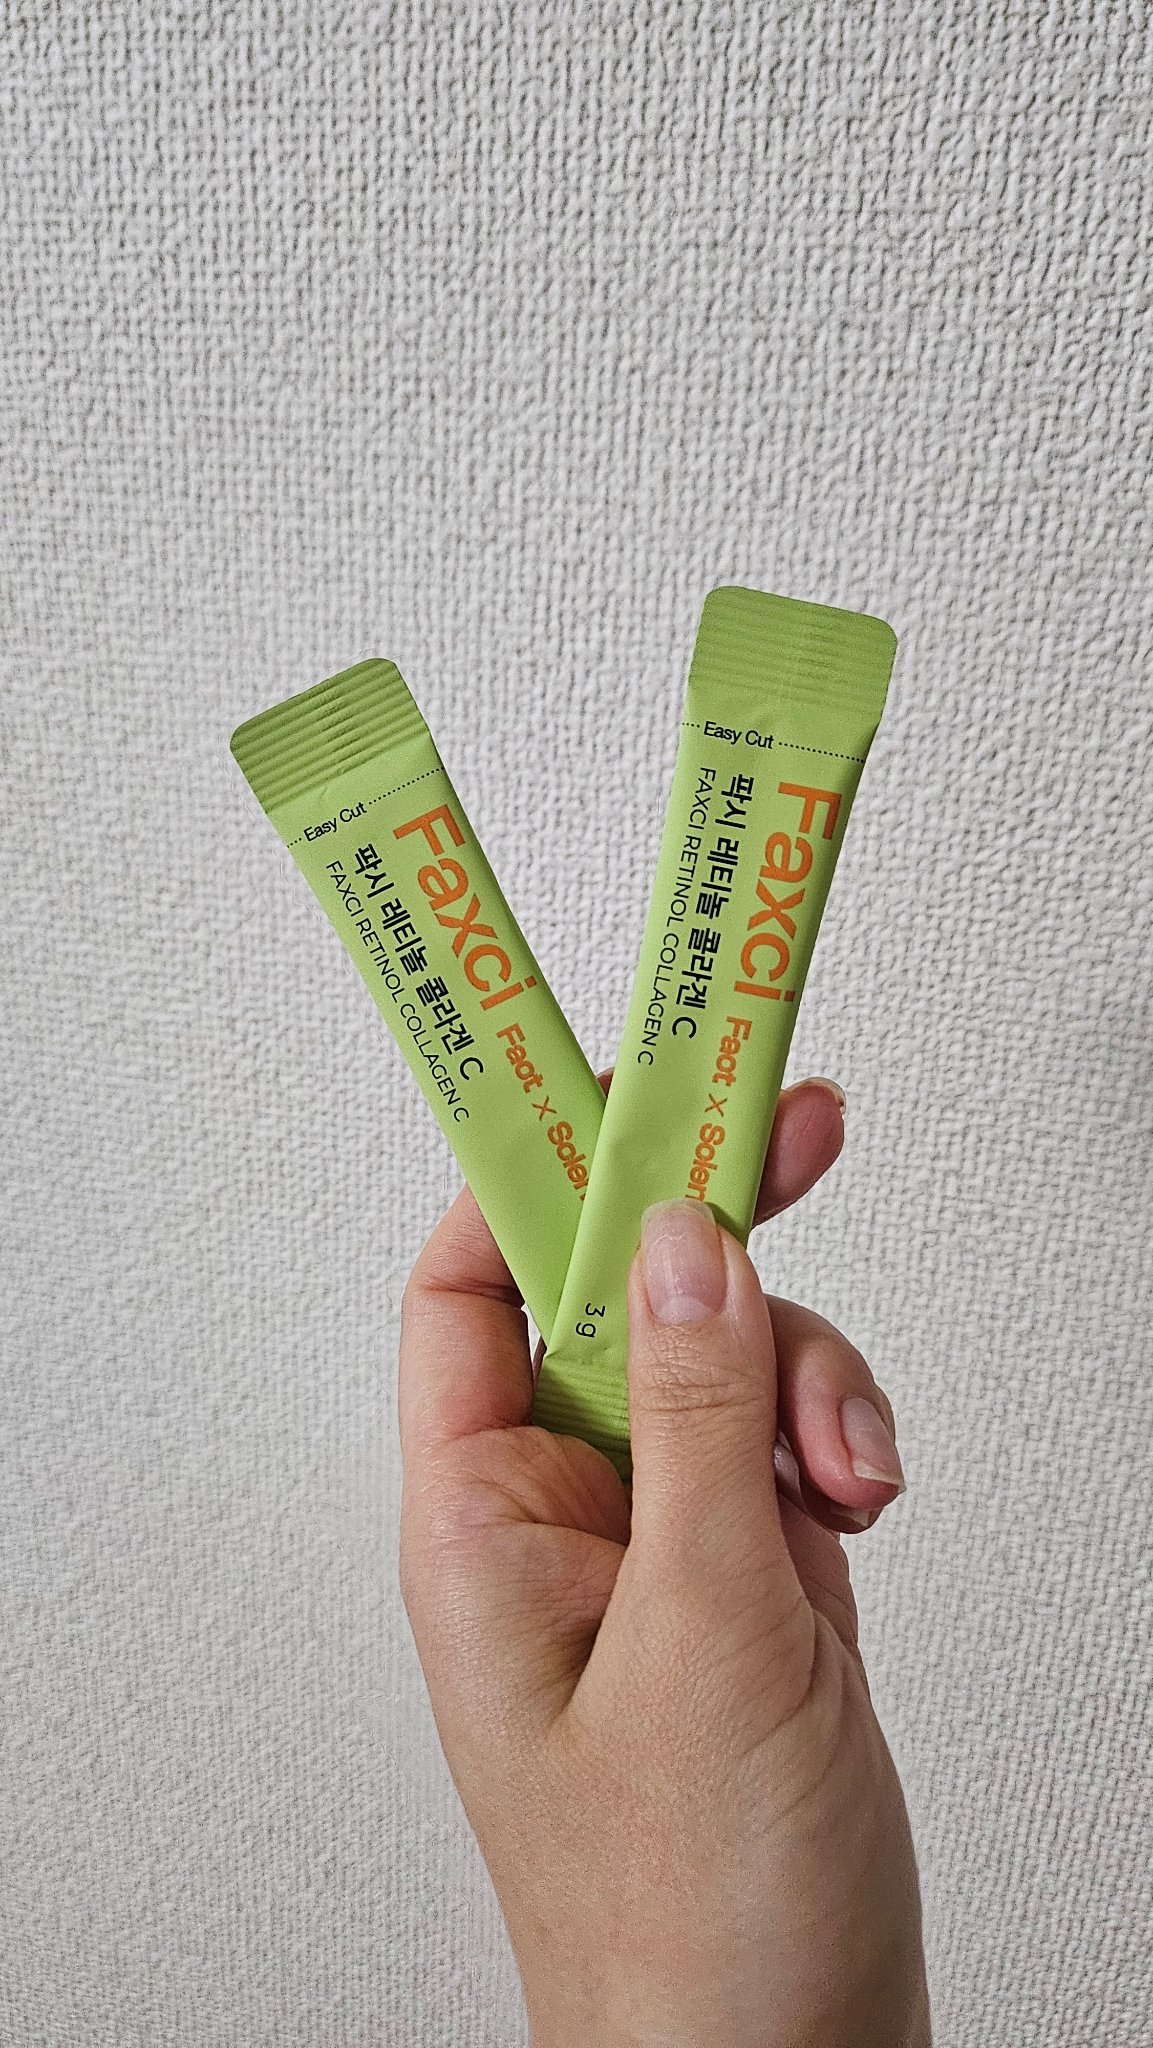 Easy Cut
Faxci Fact x
팍시 레티놀 콜라겐 C
FAXCI RETINOL COLLAGEN C
Easy Cut
Faxci Fact x
팍시 레티놀 콜라겐 C
FAXCI RETINOL COLLAGEN C
3 g